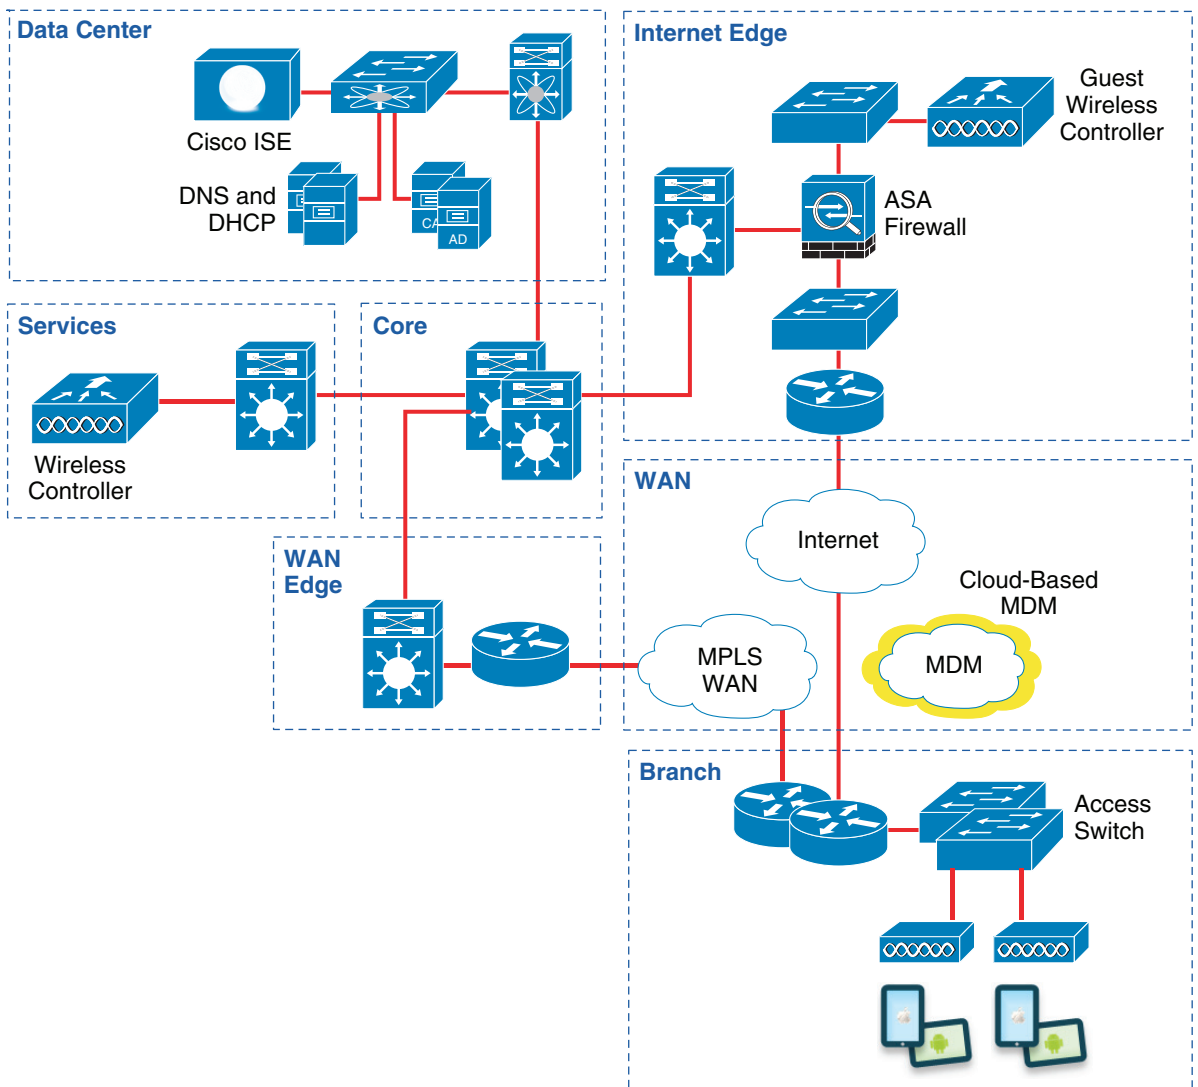 Data Center
Cisco ISE
DNS and
DHCP
CA
AD
Internet Edge
Guest
Wireless
Controller
ASA
Firewall
Services
Wireless
Controller
Core
WAN
Edge
WAN
Internet
Cloud-Based
MDM
MDM
MPLS
WAN
Branch
Access
Switch